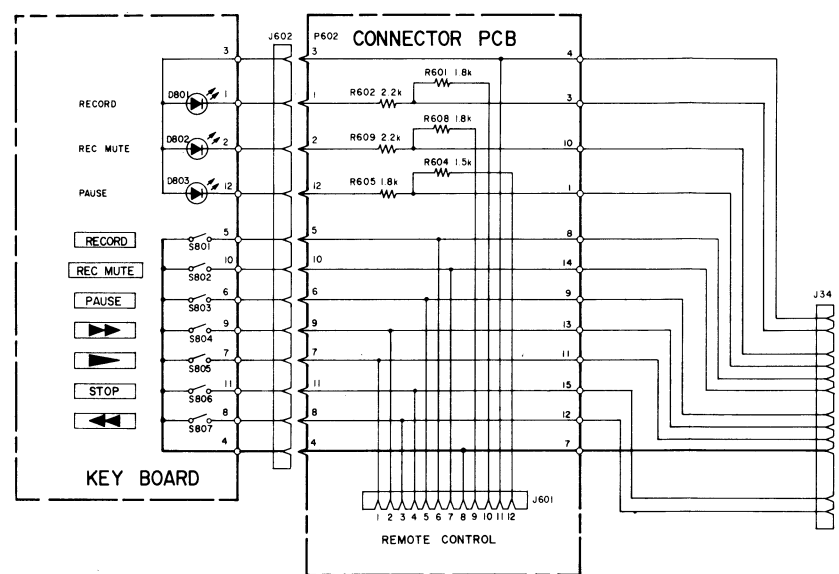 J602 P602 CONNECTOR PCB
3 3 4
R601 1.8k
D801 1 R602 2.2k
RECORD 1 3
R608 1.8k
D802 2 R609 2.2k
REC MUTE 2 10
R604 1.5k
D803 12 R605 1.8k
PAUSE 12 1
RECORD 5 5 8
S801
REC MUTE 10 10 14
S802
PAUSE 6 6 9
S803
J34
9 9 13
S804
7 7 11
S805
STOP 11 11 15
S806
8 8 12
S807
4 4 7
KEY BOARD
J601
1 2 3 4 5 6 7 8 9 10 11 12
REMOTE CONTROL